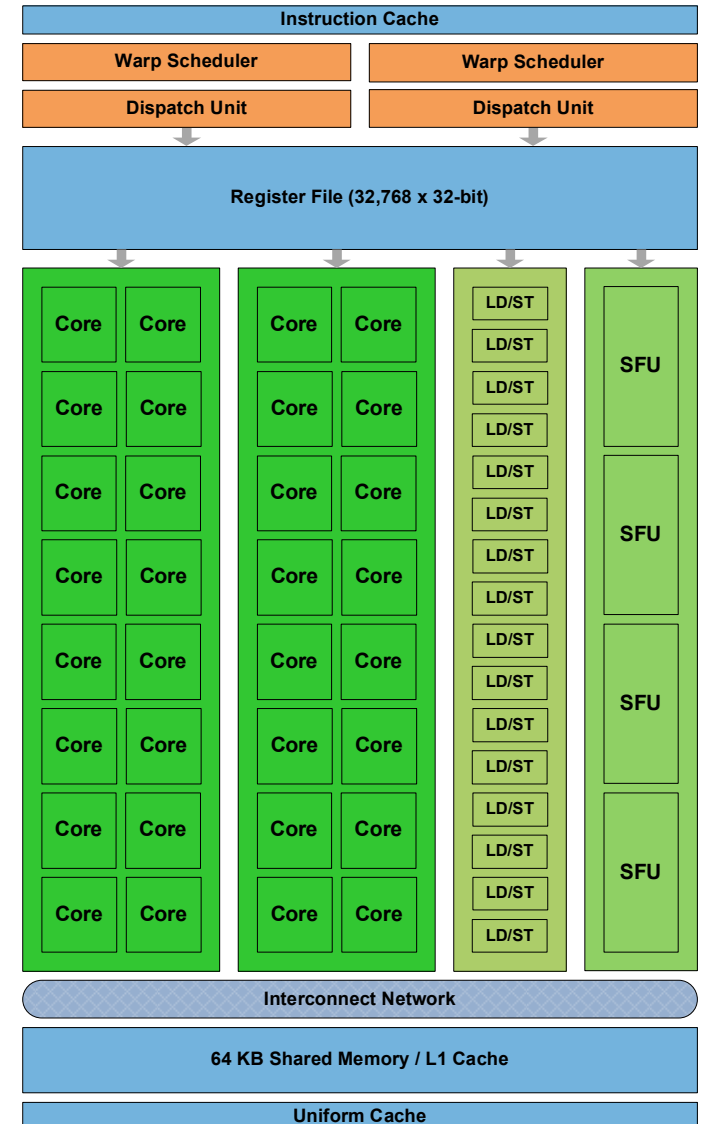 Instruction Cache
Warp Scheduler Warp Scheduler
Dispatch Unit Dispatch Unit
Register File (32,768 x 32-bit)
LD/ST
Core Core Core Core
LD/ST
SFU
LD/ST
Core Core Core Core
LD/ST
LD/ST
Core Core Core Core
LD/ST
SFU
LD/ST
Core Core Core Core
LD/ST
LD/ST
Core Core Core Core
LD/ST
SFU
LD/ST
Core Core Core Core
LD/ST
LD/ST
Core Core Core Core
LD/ST
SFU
LD/ST
Core Core Core Core
LD/ST
Interconnect Network
64 KB Shared Memory / L1 Cache
Uniform Cache